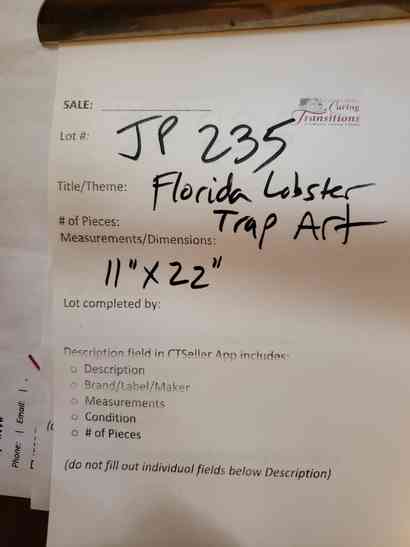 SALE:
Caring
Transitions
Lot #: JP 235
Title/Theme: Florida Lobster
# of Pieces: Trap Art
Measurements/Dimensions:
11" X 22"
Lot completed by:
Description field in CTSeller App includes:
o Description
o Brand/Label/Maker
o Measurements
o Condition
o # of Pieces
(do not fill out individual fields below Description)
Phone: | Email: |